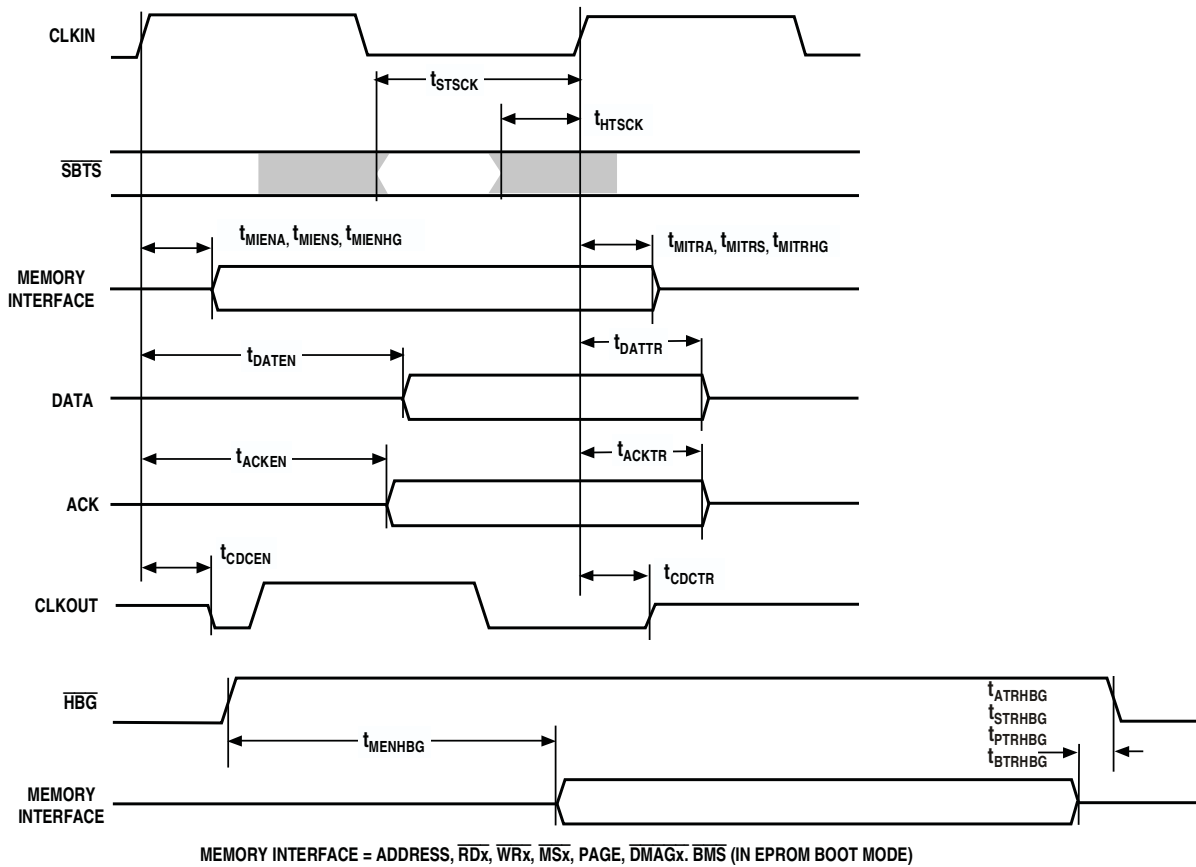 CLKIN
tSTSCK
tHTSCK
SBTS
tMIENA, tMIENS, tMIENHG
tMITRA, tMITRS, tMITRHG
MEMORY
INTERFACE
tDATEN
tDATTR
DATA
tACKEN
tACKTR
ACK
tCDCEN
tCDCTR
CLKOUT
HBG
tATRHBG
tSTRHBG
tPTRHBG
tBTRHBG
tMENHBG
MEMORY
INTERFACE
MEMORY INTERFACE = ADDRESS, RDx, WRx, MSx, PAGE, DMAGx. BMS (IN EPROM BOOT MODE)